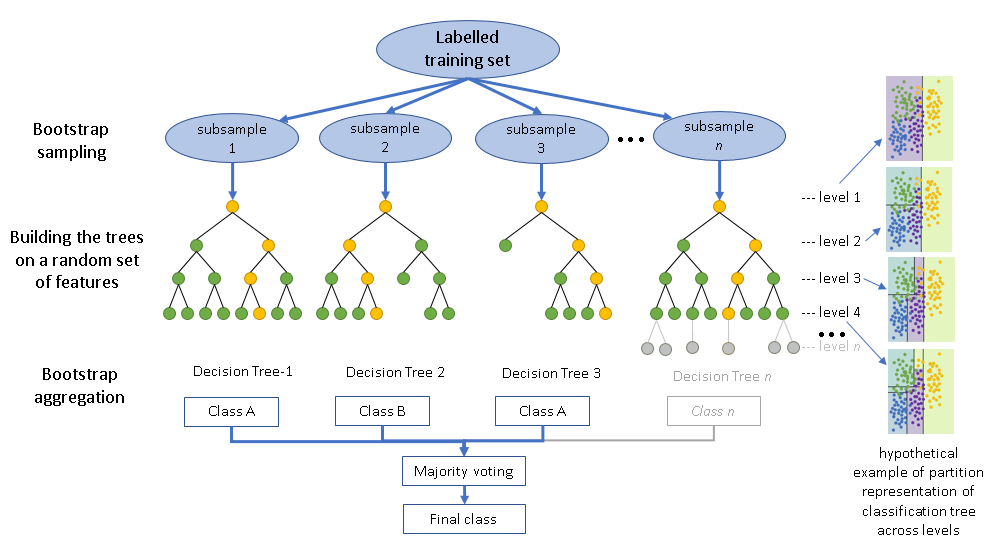 Labelled
training set
Bootstrap
sampling
subsample
1
subsample
2
subsample
3
subsample
n
--- level 1
Building the trees
on a random set
of features
--- level 2
--- level 3
--- level 4
--- level n
Bootstrap
aggregation
Decision Tree-1
Decision Tree 2
Decision Tree 3
Decision Tree n
Class A
Class B
Class A
Class n
Majority voting
Final class
hypothetical
example of partition
representation of
classification tree
across levels